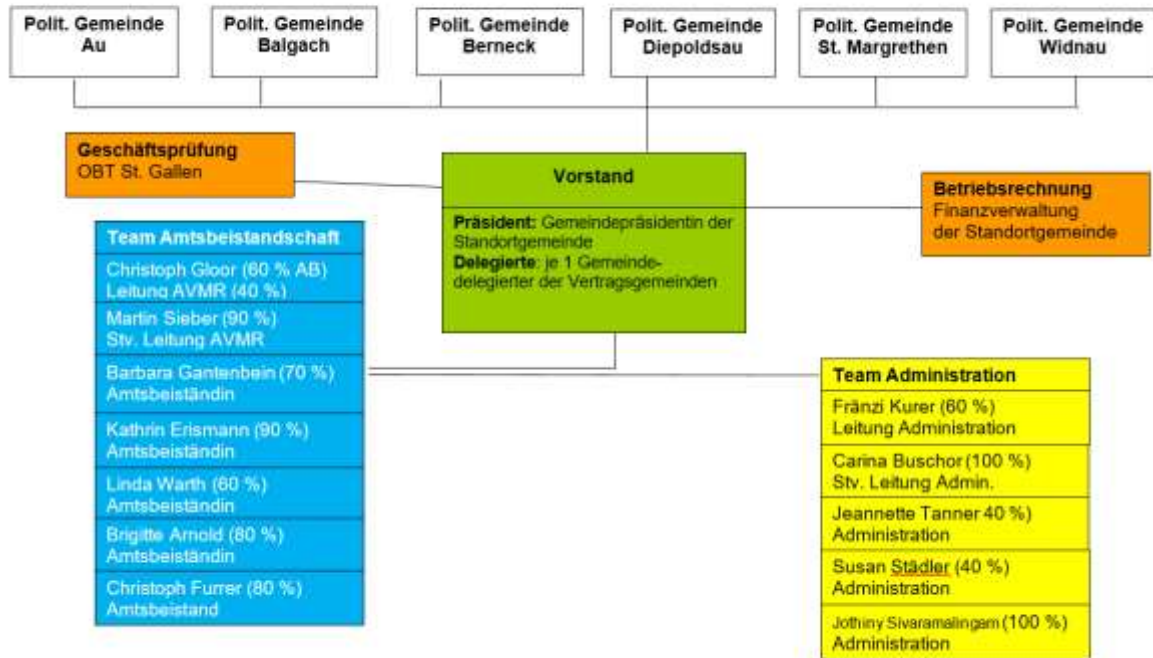 Polit. Gemeinde
Au
Polit. Gemeinde
Balgach
Polit. Gemeinde
Berneck
Polit. Gemeinde
Diepoldsau
Polit. Gemeinde
St. Margrethen
Polit. Gemeinde
Widnau
Geschäftsprüfung
OBT St. Gallen
Vorstand
Präsident: Gemeindepräsidentin der
Standortgemeinde
Delegierte: je 1 Gemeinde-
delegierter der Vertragsgemeinden
Betriebsrechnung
Finanzverwaltung
der Standortgemeinde
Team Amtsbeistandschaft
Christoph Gloor (60 % AB)
Leitung AVMR (40 %)
Martin Sieber (90 %)
Stv. Leitung AVMR
Barbara Gantenbein (70 %)
Amtsbeiständin
Kathrin Erismann (90 %)
Amtsbeiständin
Linda Warth (60 %)
Amtsbeiständin
Brigitte Arnold (80 %)
Amtsbeiständin
Christoph Furrer (80 %)
Amtsbeistand
Team Administration
Fränzi Kurer (60 %)
Leitung Administration
Carina Buschor (100 %)
Stv. Leitung Admin.
Jeannette Tanner 40 %)
Administration
Susan Städler (40 %)
Administration
Jothiny Sivaramalingam (100 %)
Administration